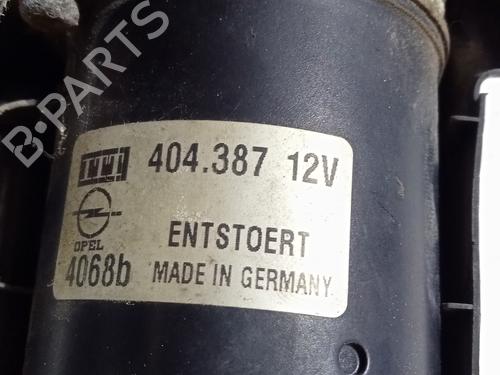 B-PARTS
404.387 12V
OPEL
ENTSTOERT
4068b MADE IN GERMANY